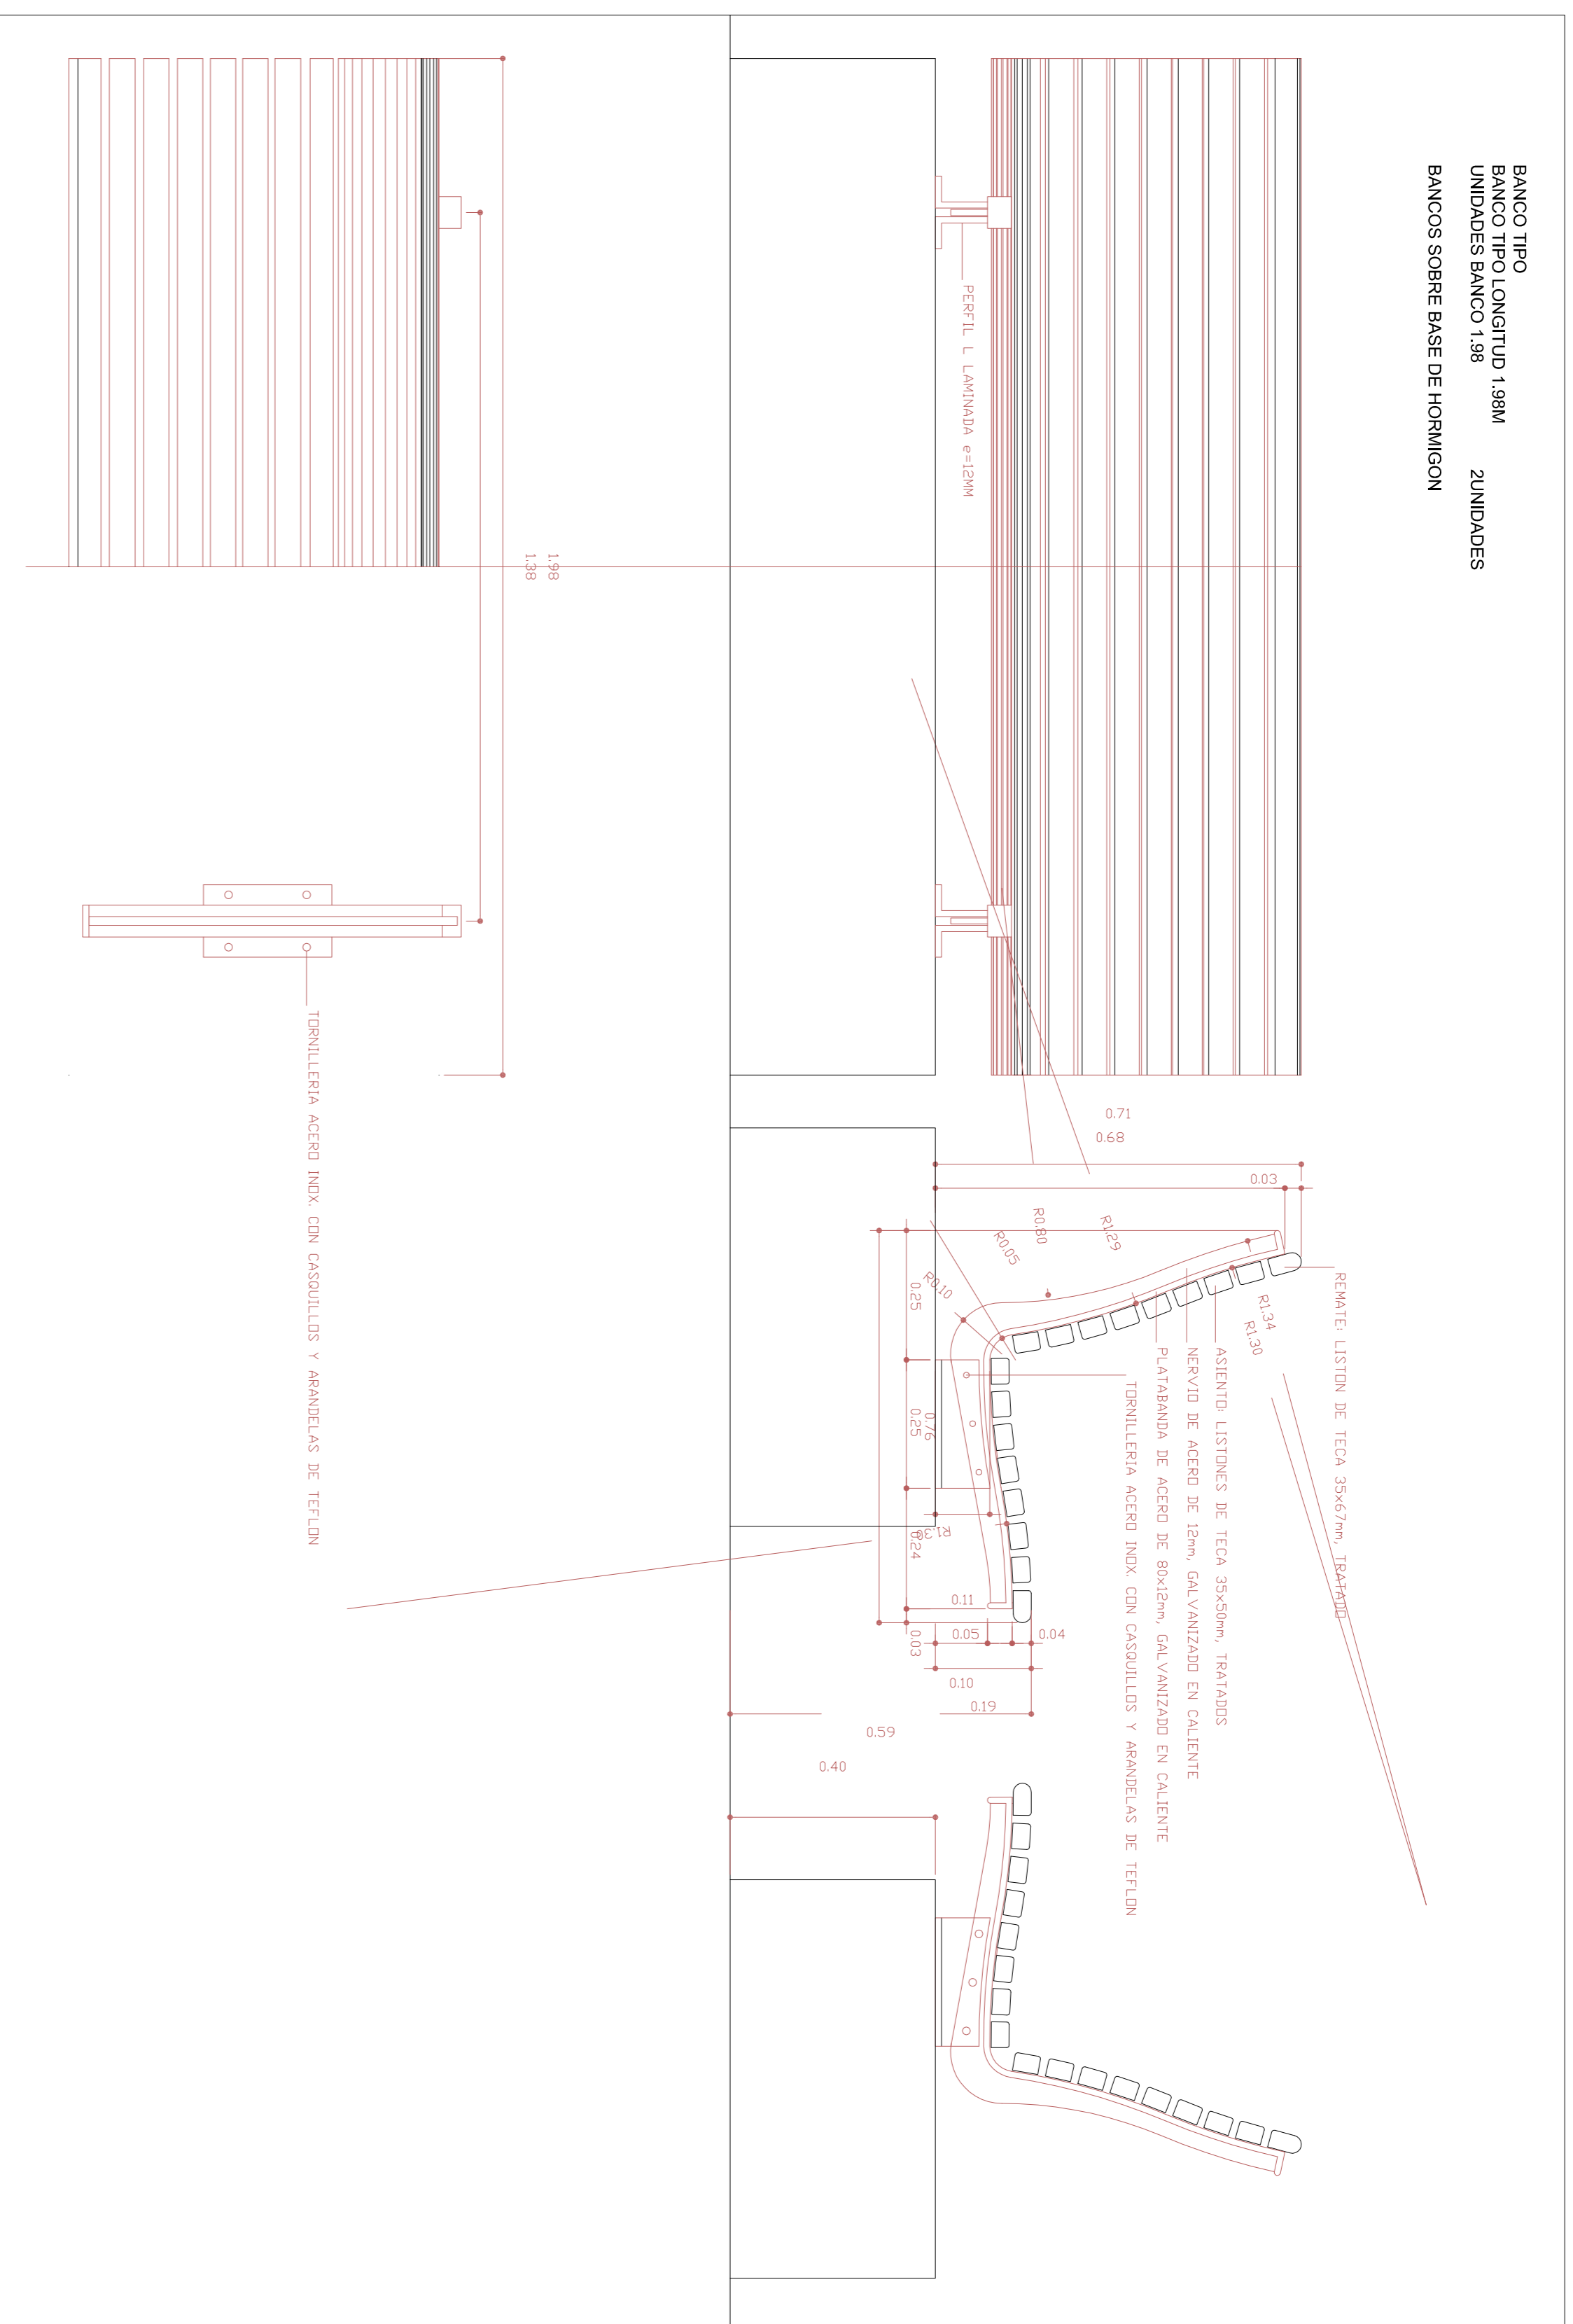 BANCO TIPO
BANCO TIPO LONGITUD 1.98M
UNIDADES BANCO 1.98 2UNIDADES
BANCOS SOBRE BASE DE HORMIGON
REMATE: LISTON DE TECA 35x67mm, TRATADO
ASIENTO: LISTONES DE TECA 35x50mm, TRATADOS
NERVIO DE ACERO DE 12mm, GALVANIZADO EN CALIENTE
PLATABANDA DE ACERO DE 80x12mm, GALVANIZADO EN CALIENTE
TORNILLERIA ACERO INOX. CON CASQUILLOS Y ARANDELAS DE TEFLON
PERFIL L LAMINADA e=12MM
0.71
0.68
0.03
R1.34
R1.30
R1.29
R0.80
R0.05
R0.10
0.25
0.76
0.25
R1.30
0.24
0.03
0.11
0.05
0.04
0.10
0.19
0.59
0.40
1.98
1.38
TORNILLERIA ACERO INOX. CON CASQUILLOS Y ARANDELAS DE TEFLON